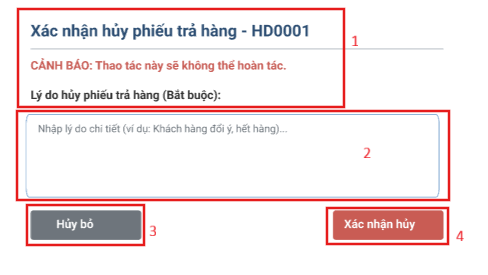 Xác nhận hủy phiếu trả hàng - HD0001
1
CẢNH BÁO: Thao tác này sẽ không thể hoàn tác.
Lý do hủy phiếu trả hàng (Bắt buộc):
Nhập lý do chi tiết (ví dụ: Khách hàng đổi ý, hết hàng)...
2
Hủy bỏ
3
Xác nhận hủy
4